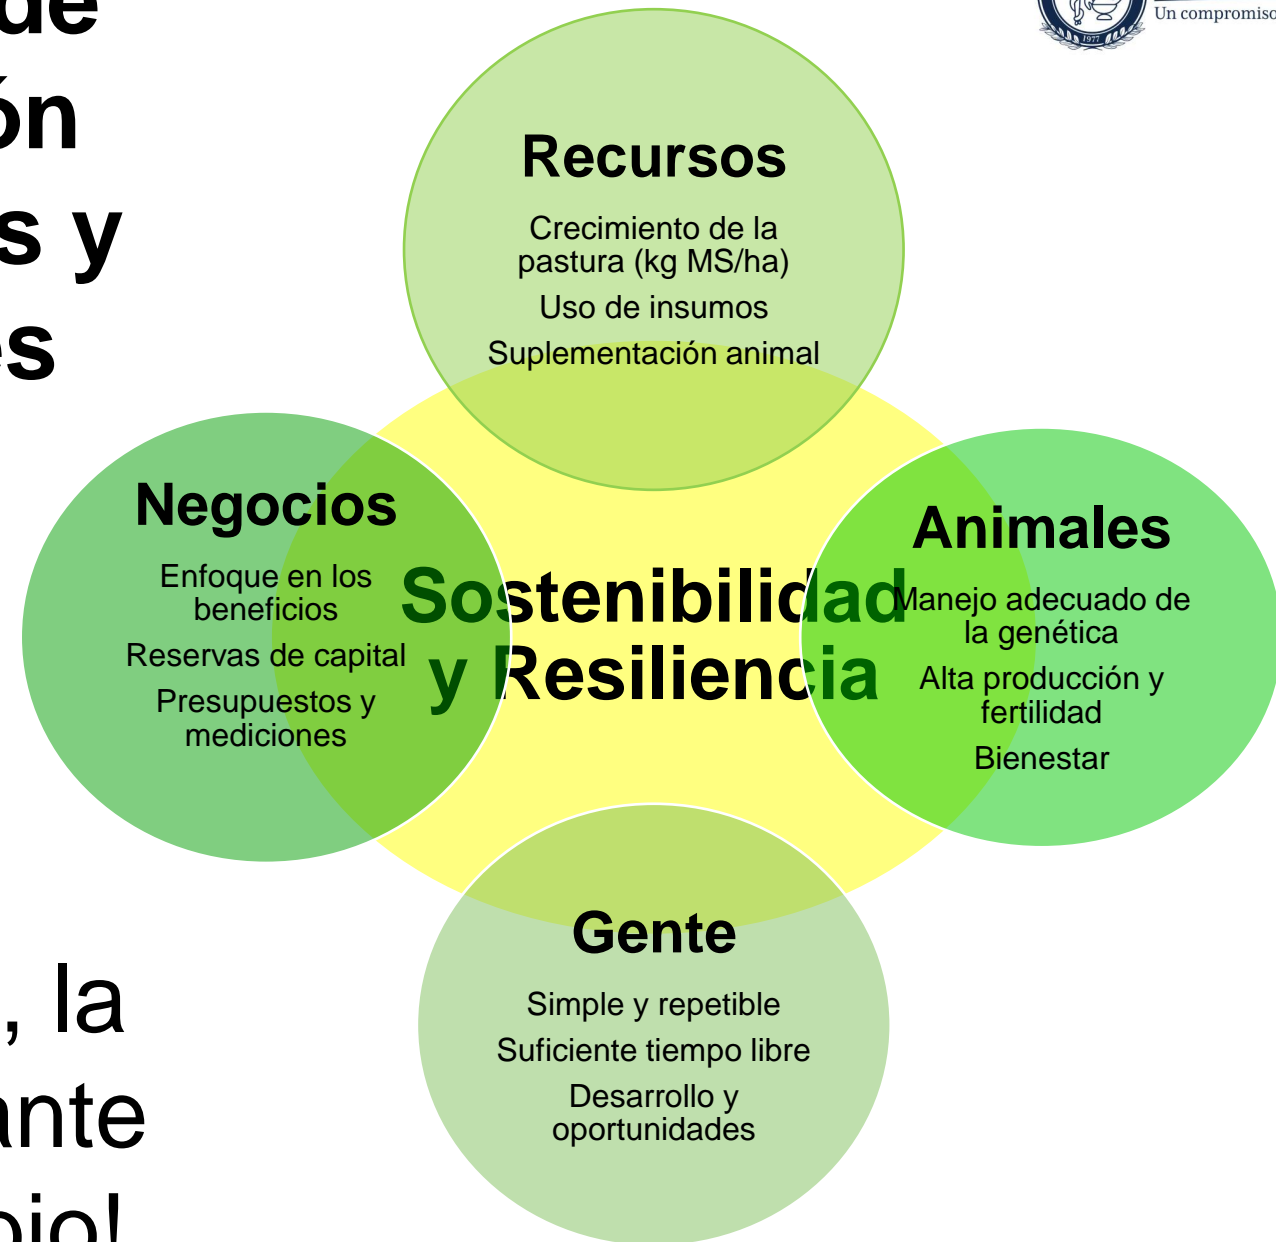 de
ón
s y
es
Un compromiso
1977
Recursos
Crecimiento de la
pastura (kg MS/ha)
Uso de insumos
Suplementación animal
Negocios
Enfoque en los
beneficios
Reservas de capital
Presupuestos y
mediciones
Sostenibilidad
y Resiliencia
Animales
Manejo adecuado de
la genética
Alta producción y
fertilidad
Bienestar
Gente
Simple y repetible
Suficiente tiempo libre
Desarrollo y
oportunidades
, la
ante